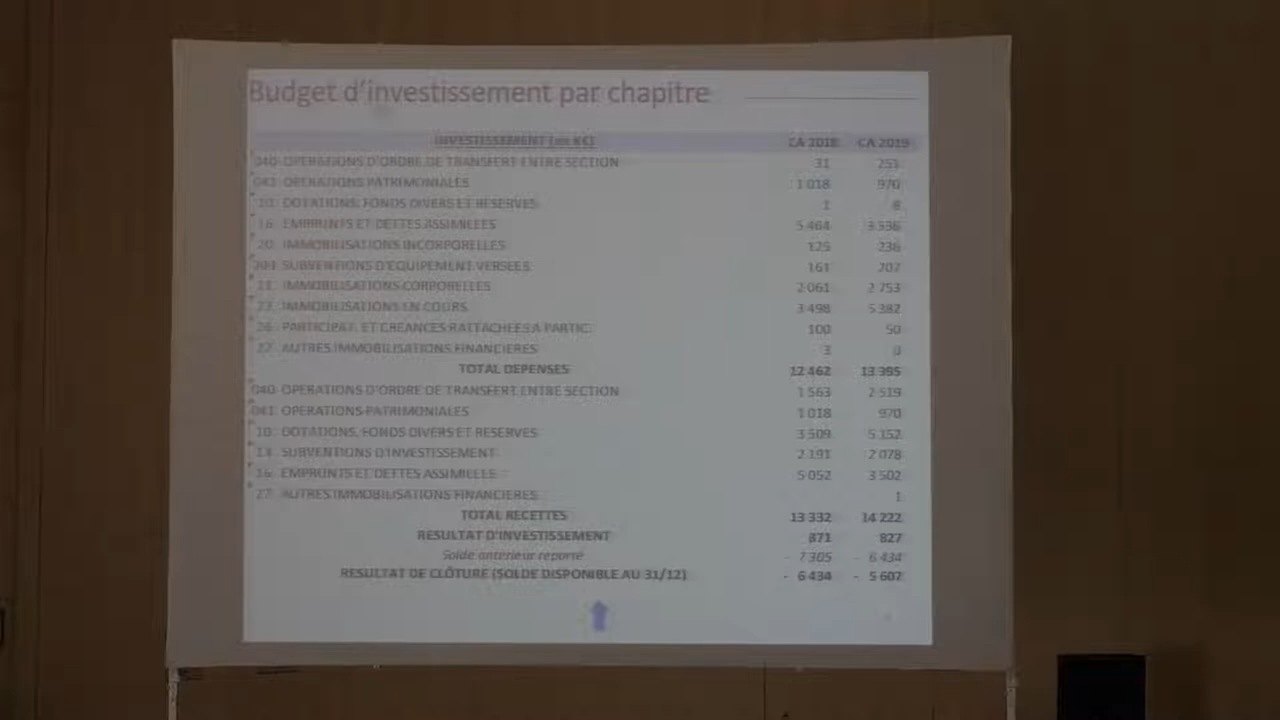 Budget d'investissement par chapitre
INVESTISSEMENT (en K€) CA 2018 CA 2019
040 OPERATIONS D'ORDRE DE TRANSFERT ENTRE SECTION 31 251
041 OPERATIONS PATRIMONIALES 1 018 970
10 DOTATIONS, FONDS DIVERS ET RESERVES 1 8
16 EMPRUNTS ET DETTES ASSIMILEES 5 464 3 536
20 IMMOBILISATIONS INCORPORELLES 125 236
204 SUBVENTIONS D'EQUIPEMENT VERSEES 161 207
21 IMMOBILISATIONS CORPORELLES 2 061 2 753
23 IMMOBILISATIONS EN COURS 3 498 5 382
26 PARTICIPAT. ET CREANCES RATTACHEES A PARTIC. 100 50
27 AUTRES IMMOBILISATIONS FINANCIERES 3 0
TOTAL DEPENSES 12 462 13 395
040 OPERATIONS D'ORDRE DE TRANSFERT ENTRE SECTION 1 563 2 519
041 OPERATIONS PATRIMONIALES 1 018 970
10 DOTATIONS, FONDS DIVERS ET RESERVES 3 509 5 152
13 SUBVENTIONS D'INVESTISSEMENT 2 191 2 078
16 EMPRUNTS ET DETTES ASSIMILEE 5 052 3 502
27 AUTRES IMMOBILISATIONS FINANCIERES 1
TOTAL RECETTES 13 332 14 222
RESULTAT D'INVESTISSEMENT 871 827
Solde antérieur reporté - 7 305 - 6 434
RESULTAT DE CLÔTURE (SOLDE DISPONIBLE AU 31/12) - 6 434 - 5 607